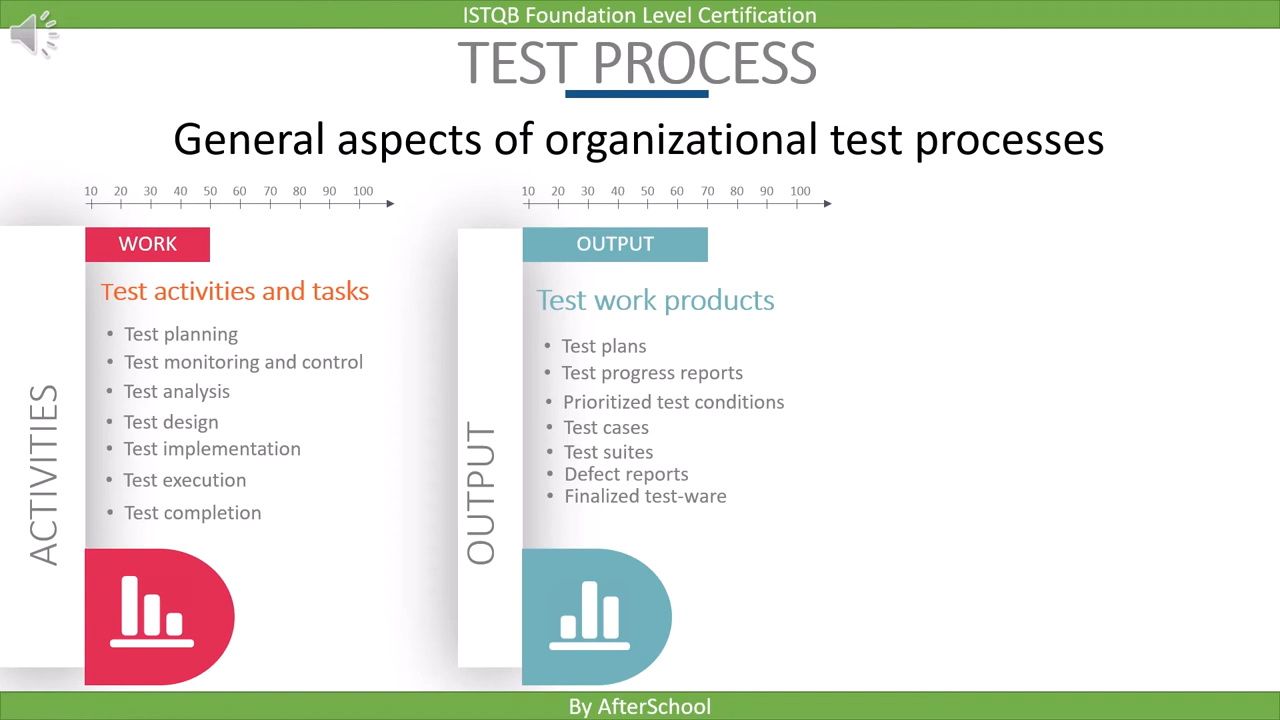 ISTQB Foundation Level Certification
TEST PROCESS
General aspects of organizational test processes
10 20 30 40 50 60 70 80 90 100
WORK
Test activities and tasks
• Test planning
• Test monitoring and control
• Test analysis
• Test design
• Test implementation
• Test execution
• Test completion
ACTIVITIES
10 20 30 40 50 60 70 80 90 100
OUTPUT
Test work products
• Test plans
• Test progress reports
• Prioritized test conditions
• Test cases
• Test suites
• Defect reports
• Finalized test-ware
OUTPUT
By AfterSchool